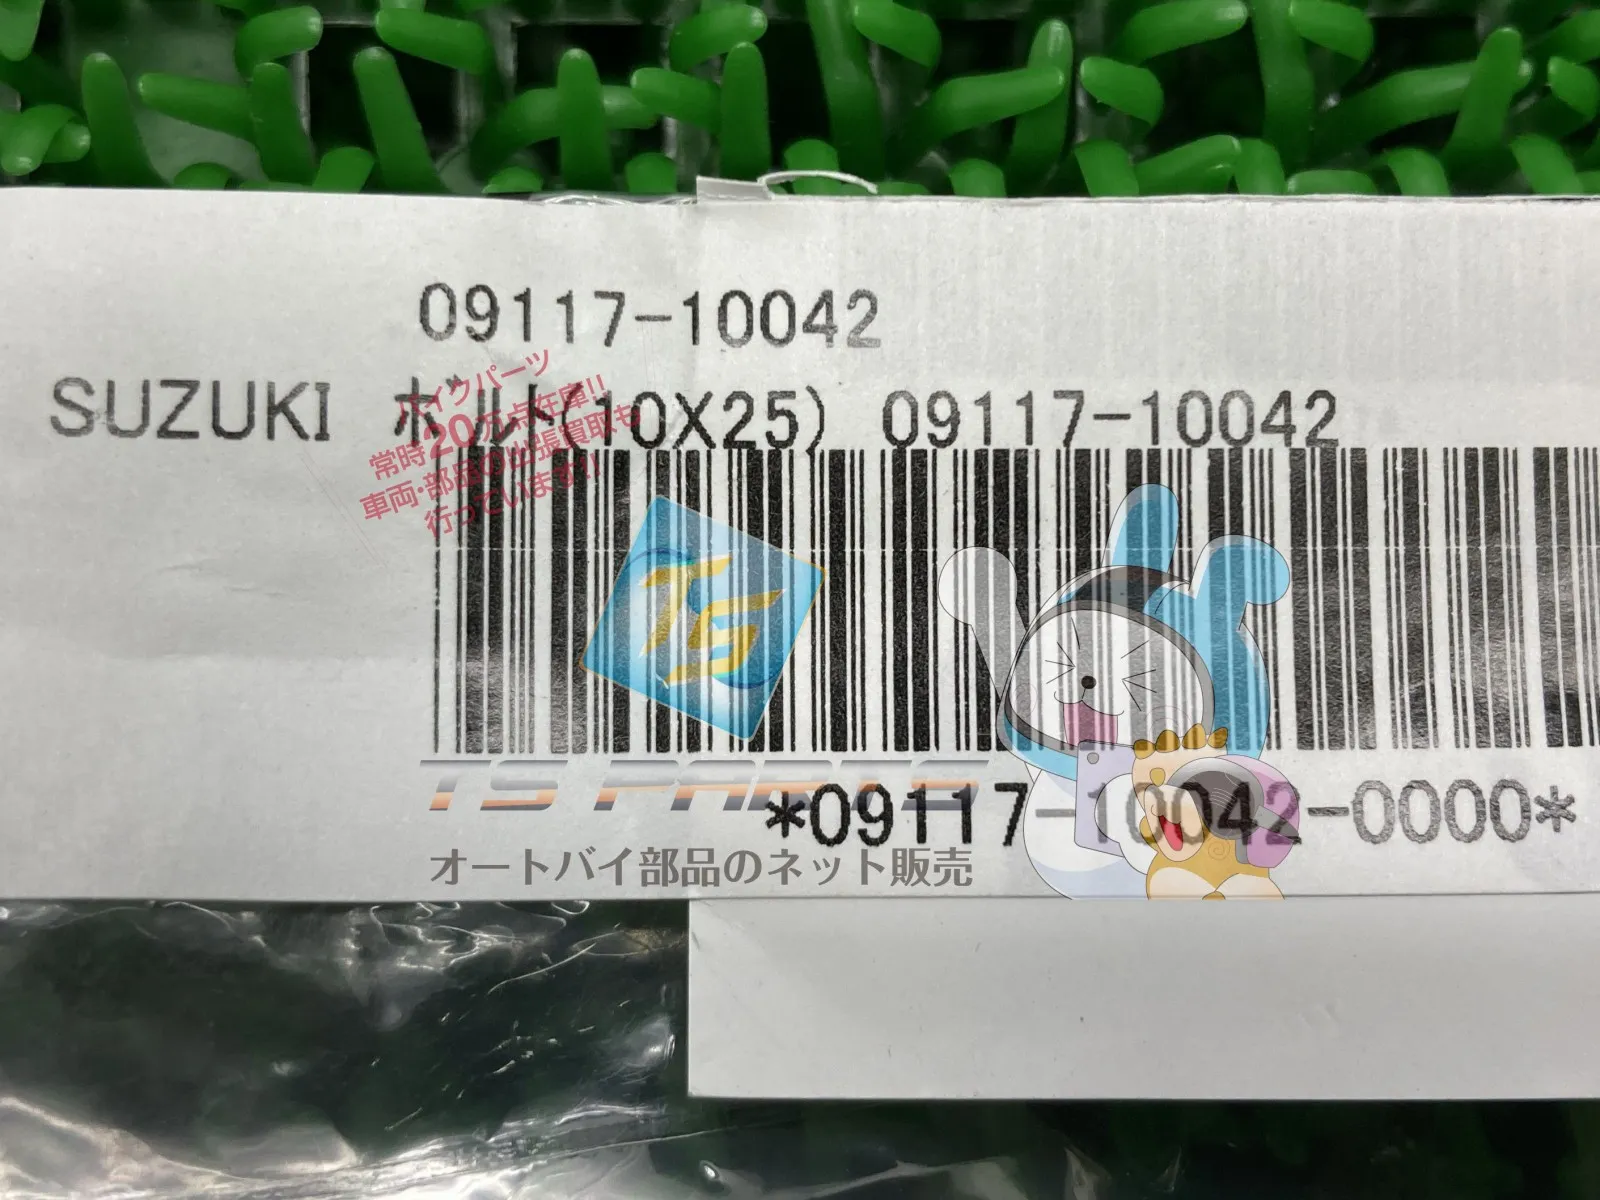 09117-10042
SUZUKI ボルト(10X25) 09117-10042
バイクパーツ
常時20万点在庫!!
車両・部品の出張買取も
行っています!!
TS
TS PARTS
*09117-10042-0000*
オートバイ部品のネット販売